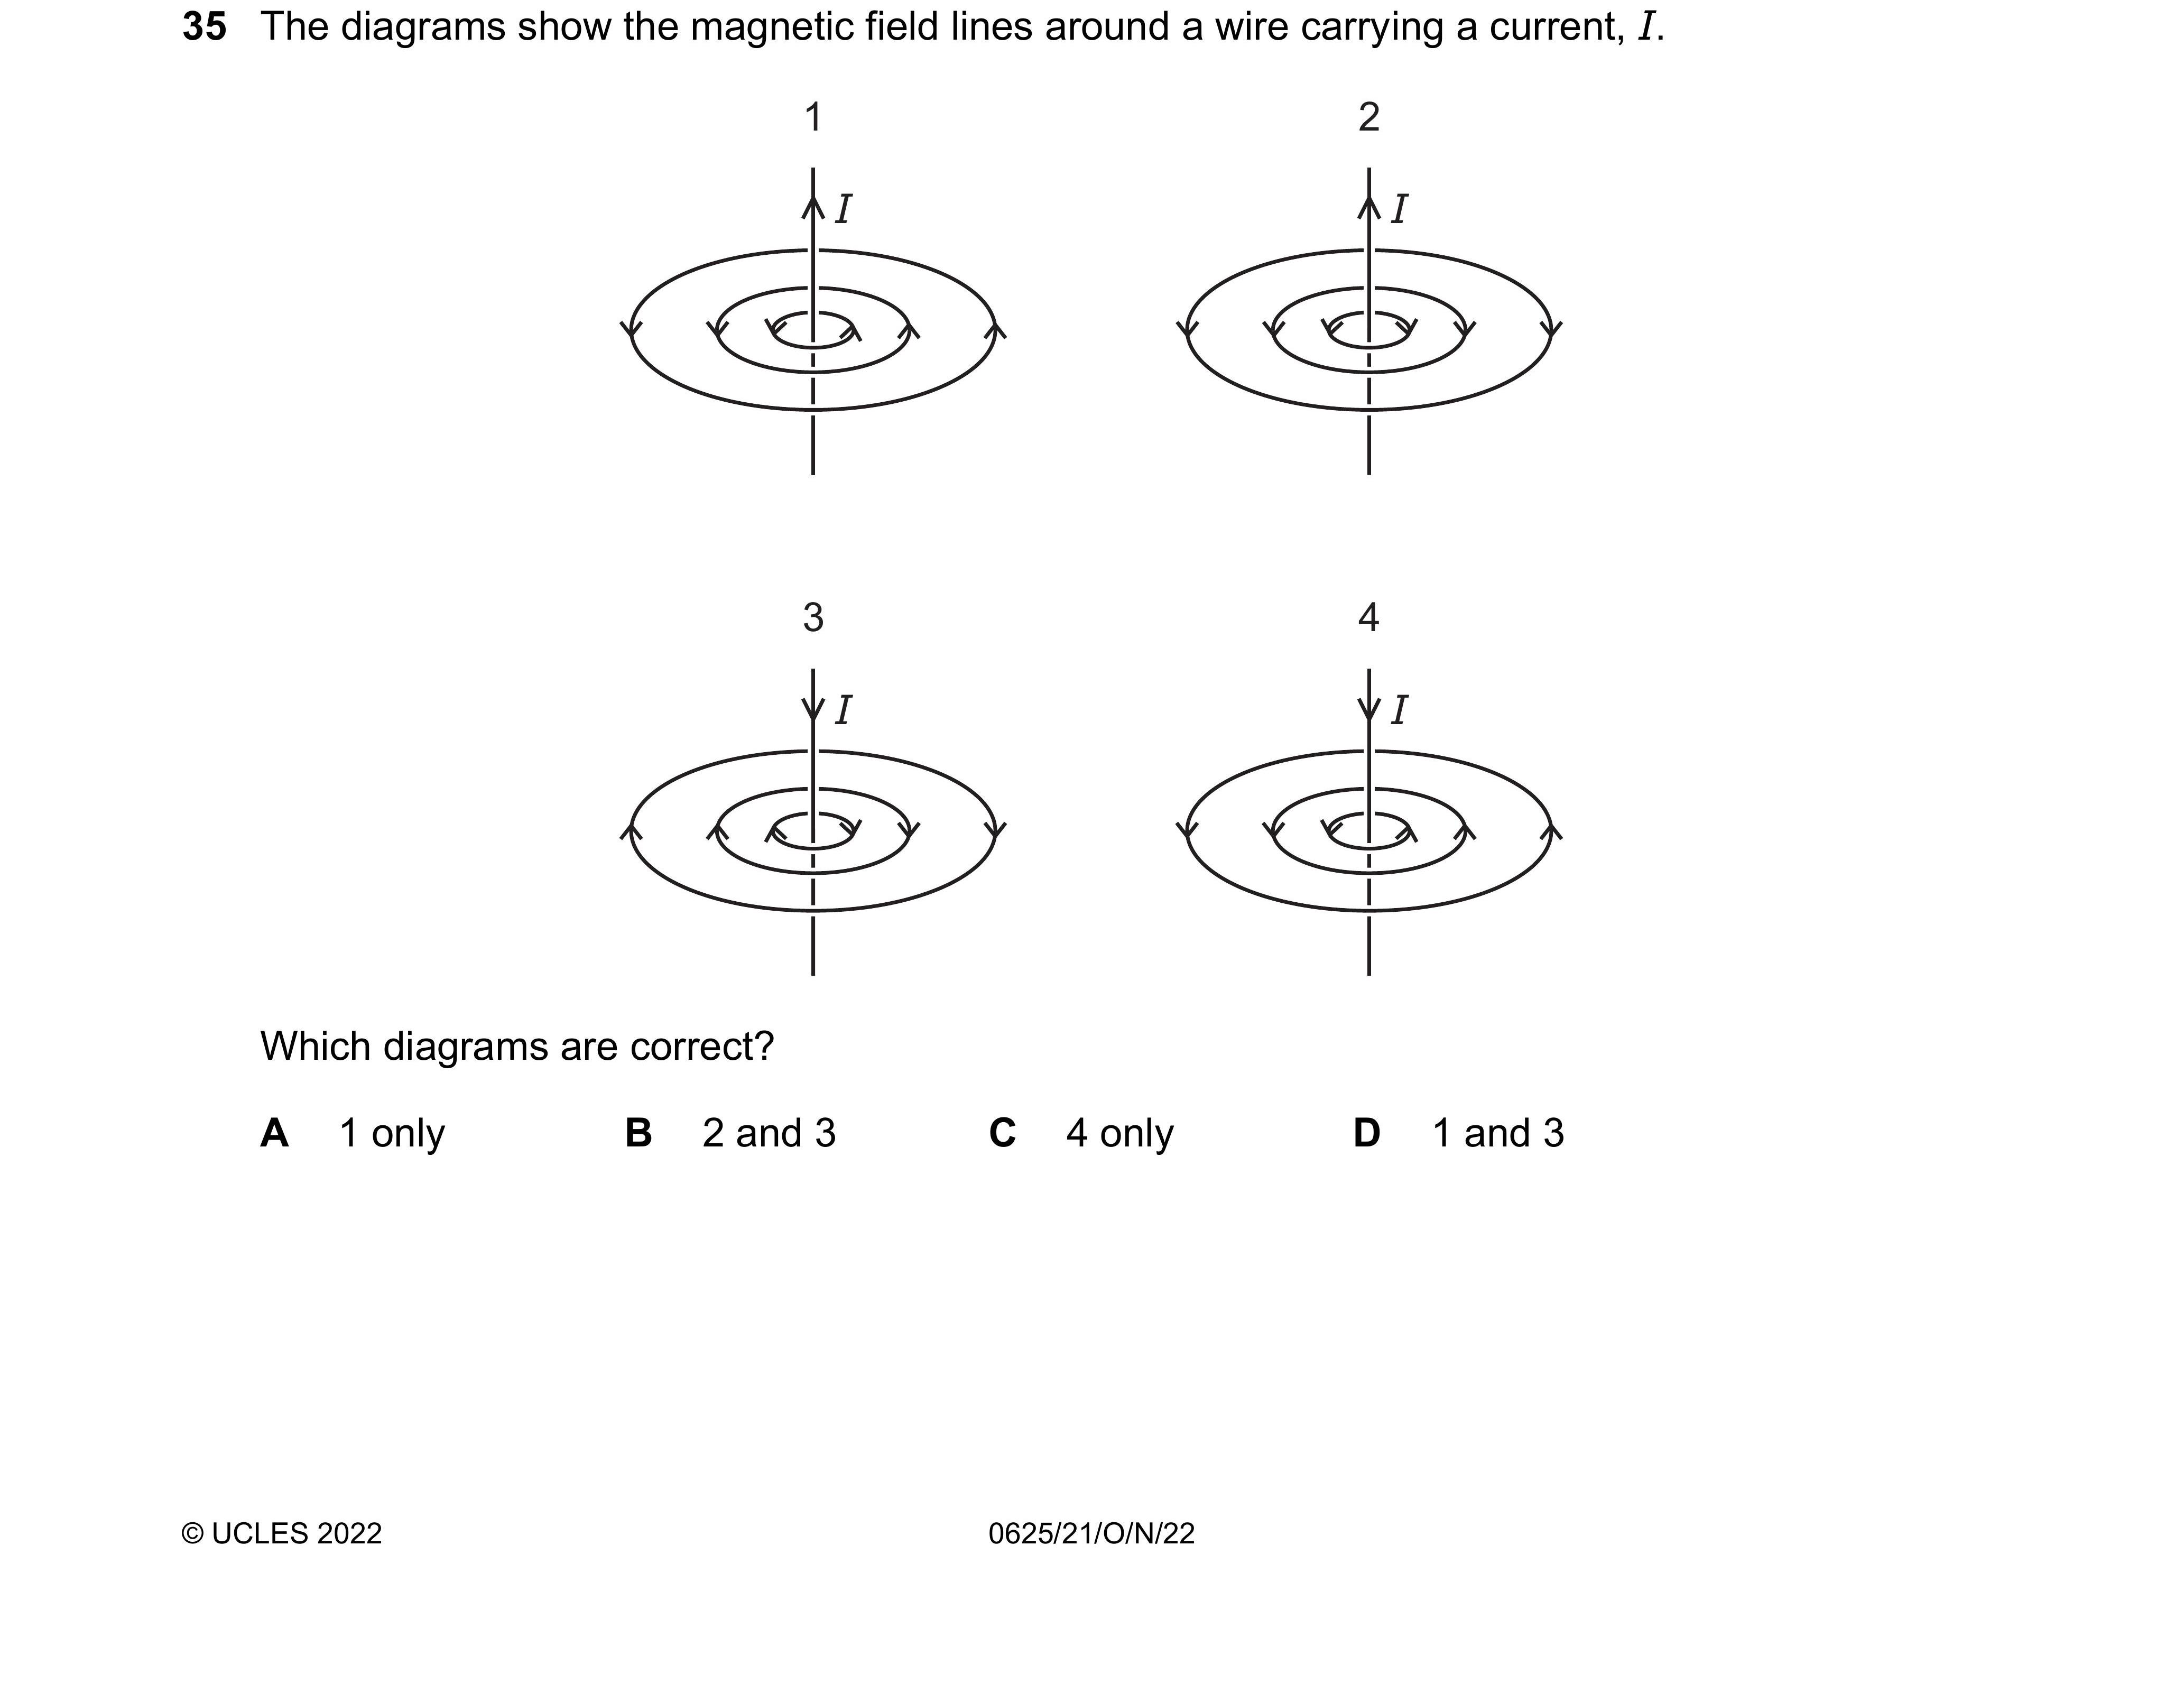 35 The diagrams show the magnetic field lines around a wire carrying a current, I.
1 2
I I
3 4
I I
Which diagrams are correct?
A 1 only B 2 and 3 C 4 only D 1 and 3
© UCLES 2022 0625/21/O/N/22